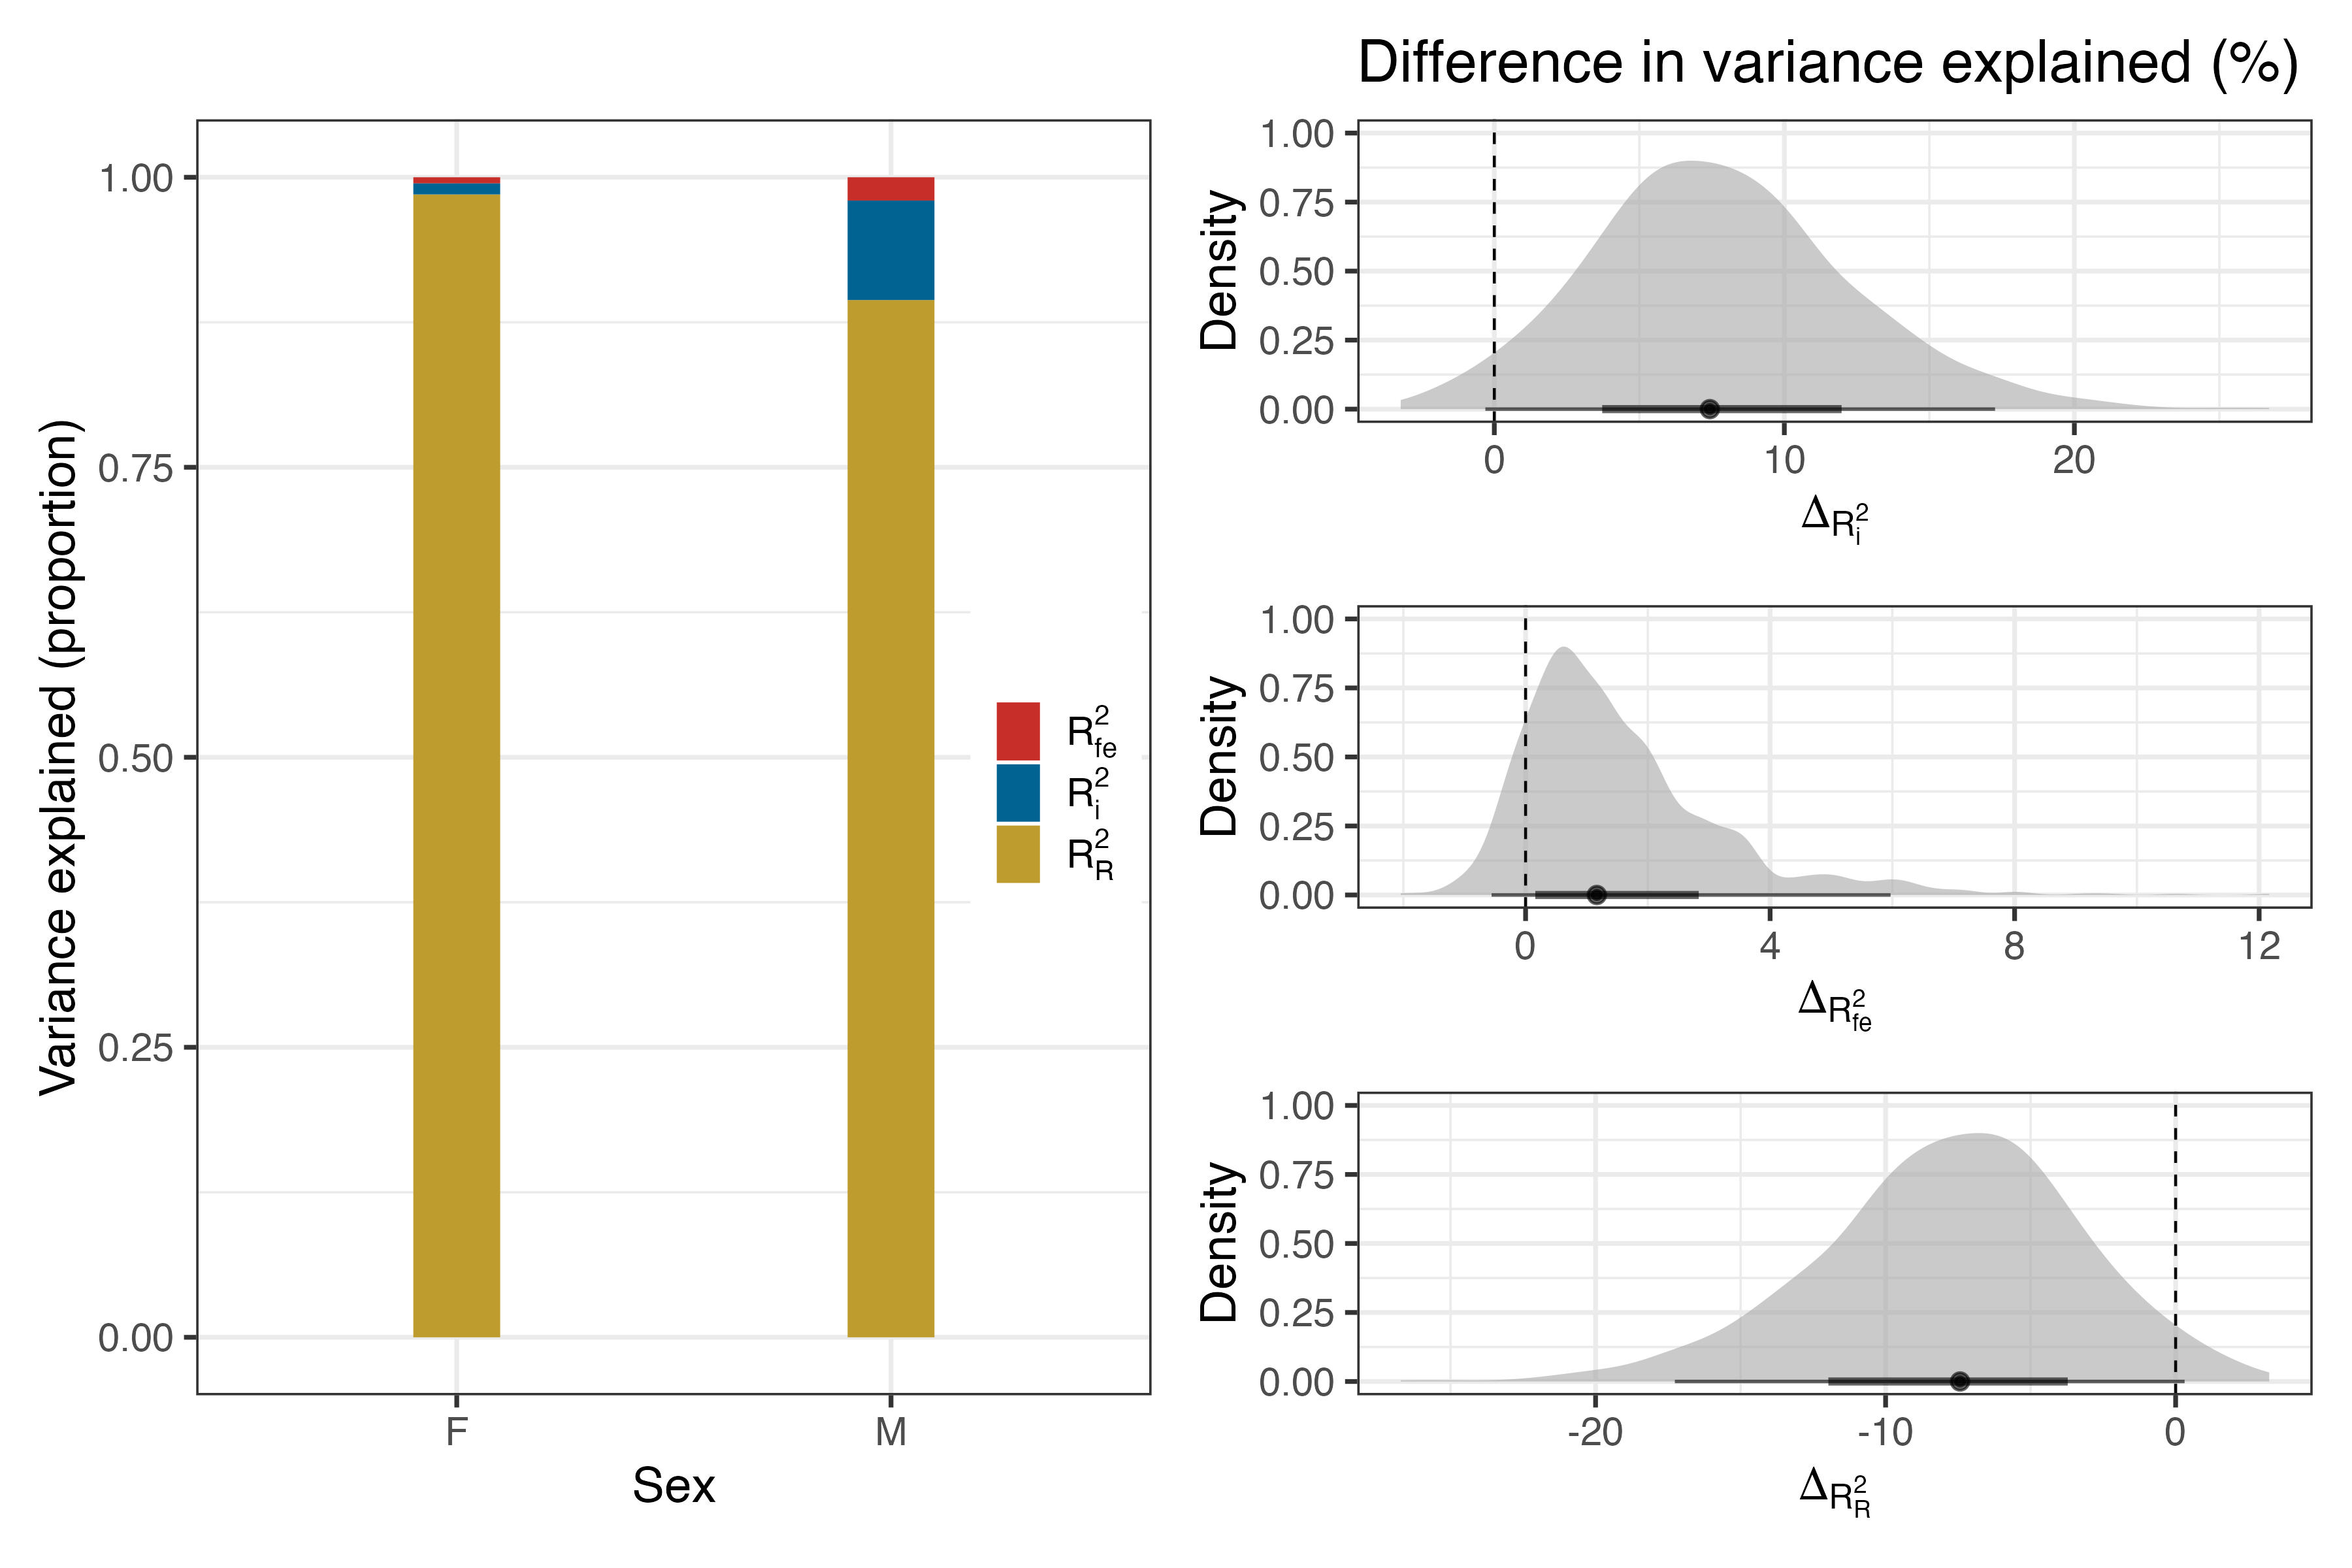 Variance explained (proportion)
1.00
0.75
0.50
0.25
0.00
F
M
Sex
R²fe
R²i
R²R
Difference in variance explained (%)
Density
1.00
0.75
0.50
0.25
0.00
0 10 20
ΔR²i
Density
1.00
0.75
0.50
0.25
0.00
0 4 8 12
ΔR²fe
Density
1.00
0.75
0.50
0.25
0.00
-20 -10 0
ΔR²R